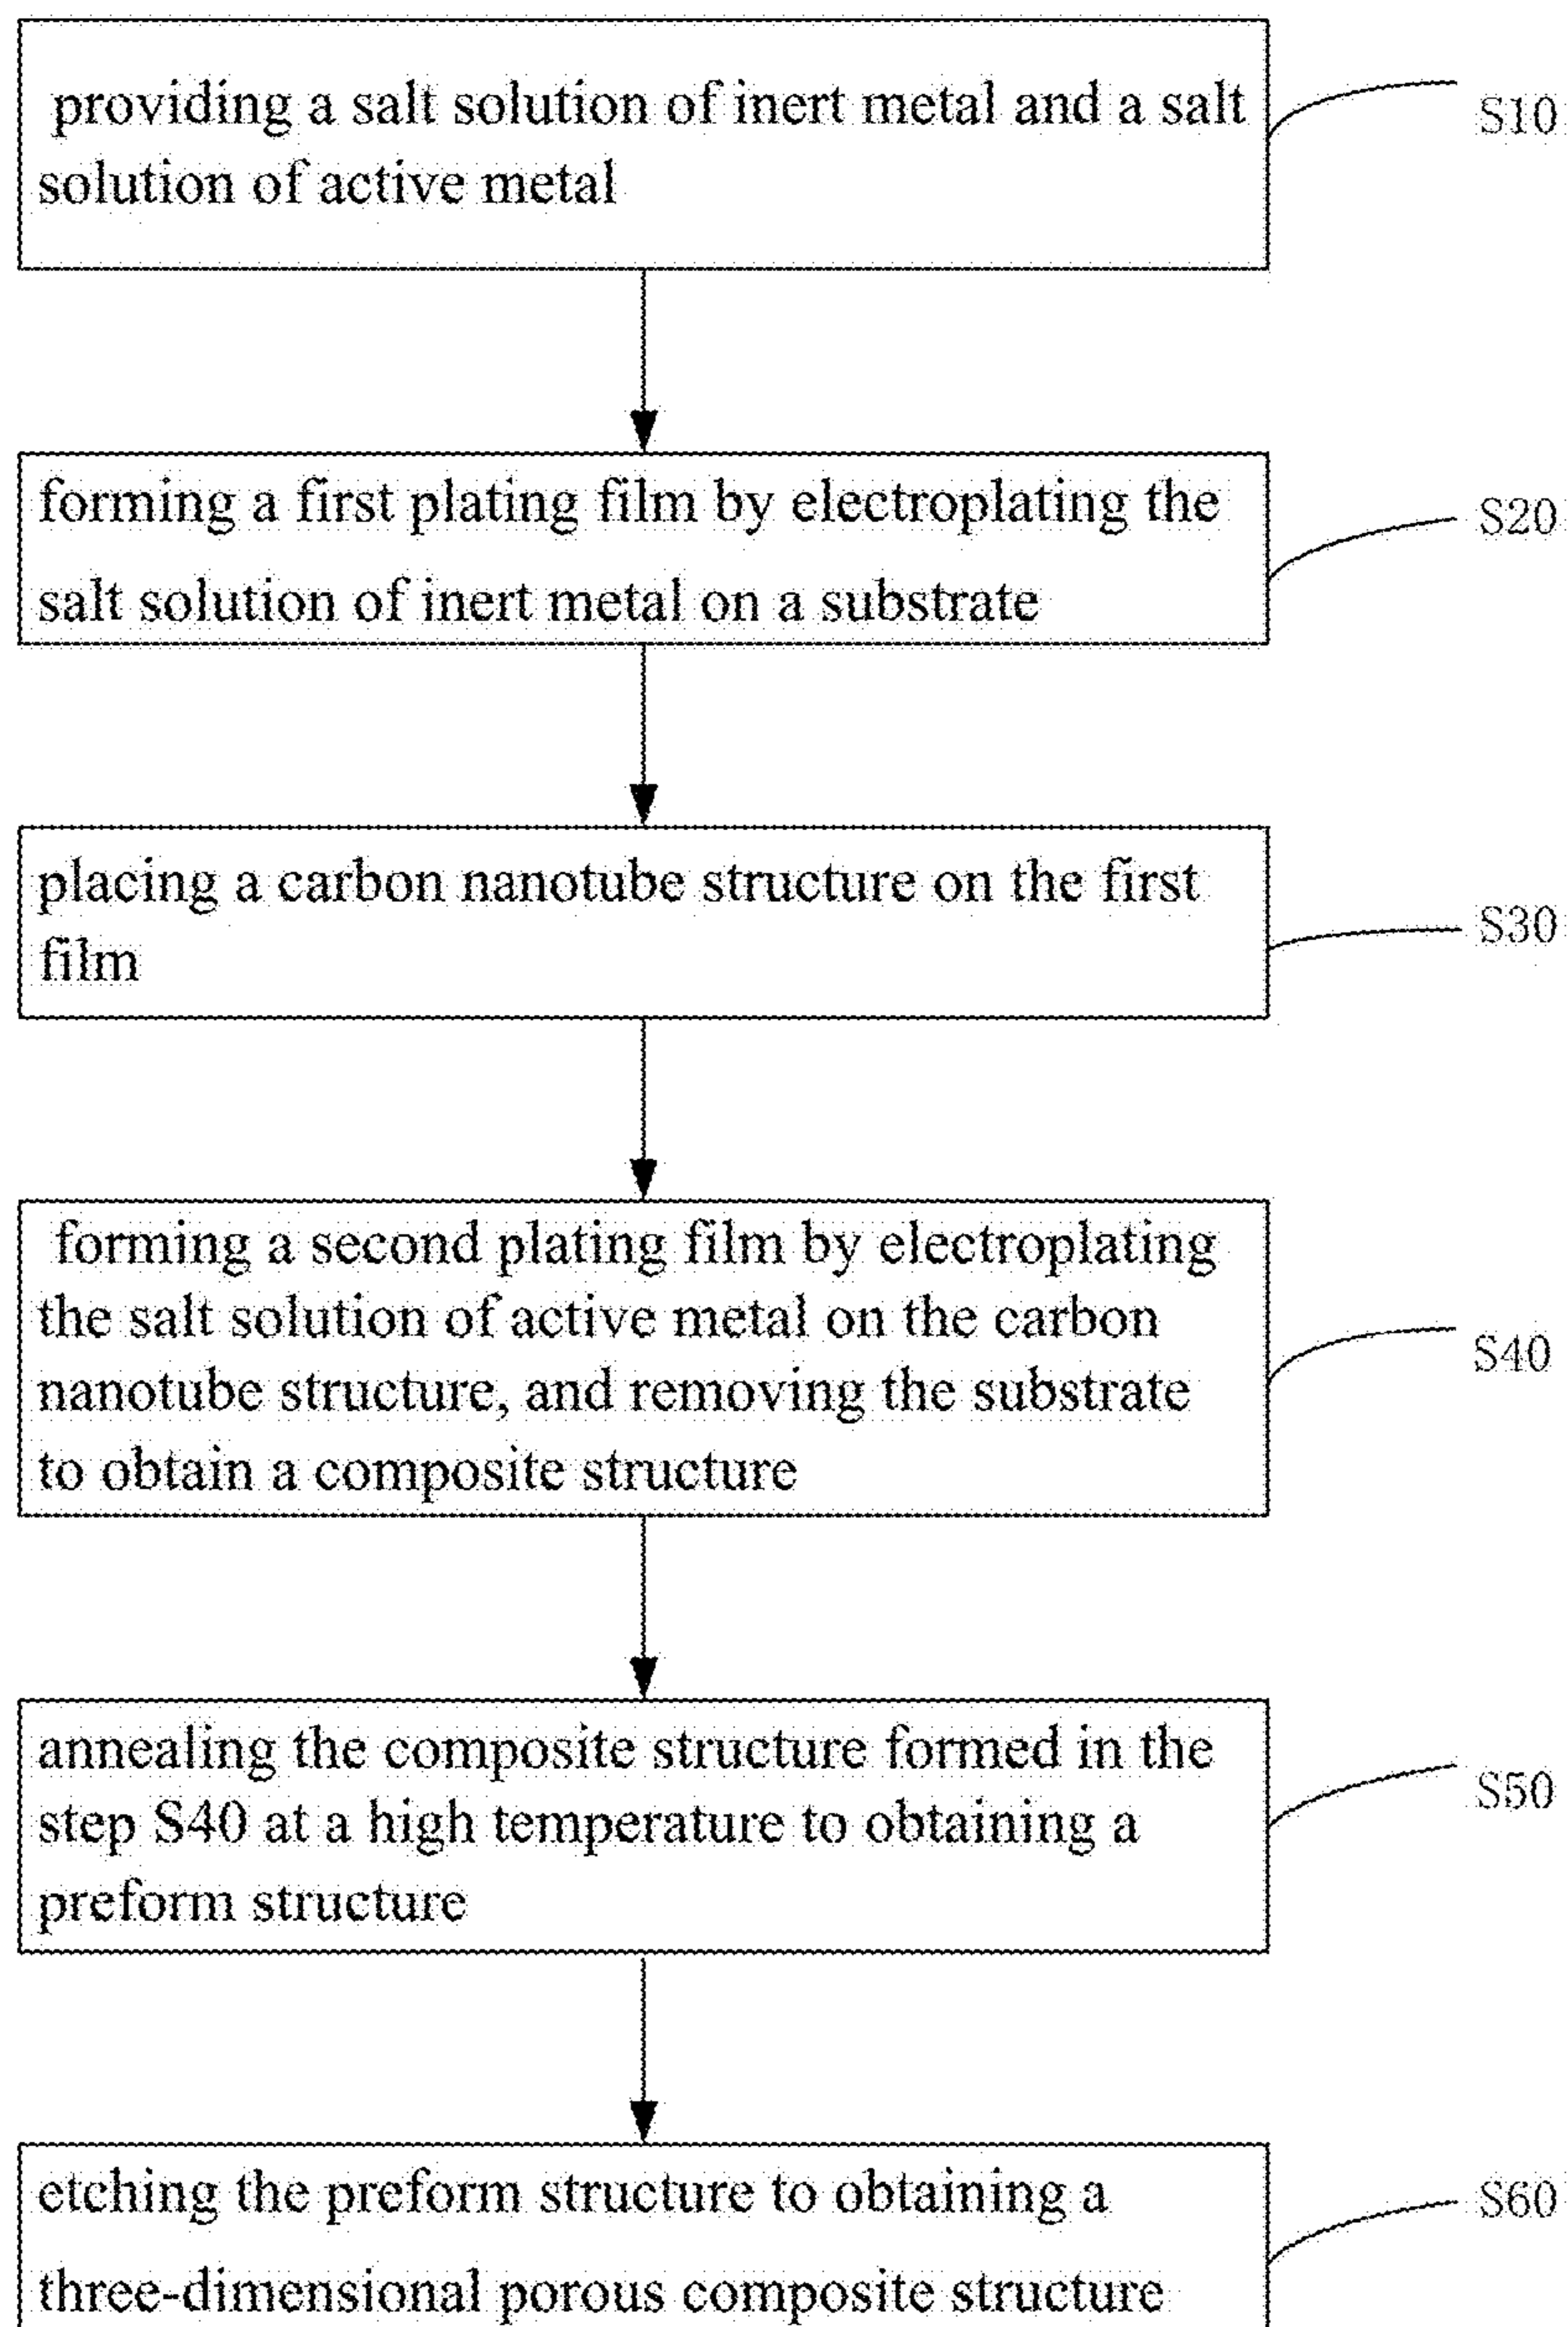 providing a salt solution of inert metal and a salt
solution of active metal
S10
forming a first plating film by electroplating the
salt solution of inert metal on a substrate
S20
placing a carbon nanotube structure on the first
film
S30
forming a second plating film by electroplating
the salt solution of active metal on the carbon
nanotube structure, and removing the substrate
to obtain a composite structure
S40
annealing the composite structure formed in the
step S40 at a high temperature to obtaining a
preform structure
S50
etching the preform structure to obtaining a
three-dimensional porous composite structure
S60